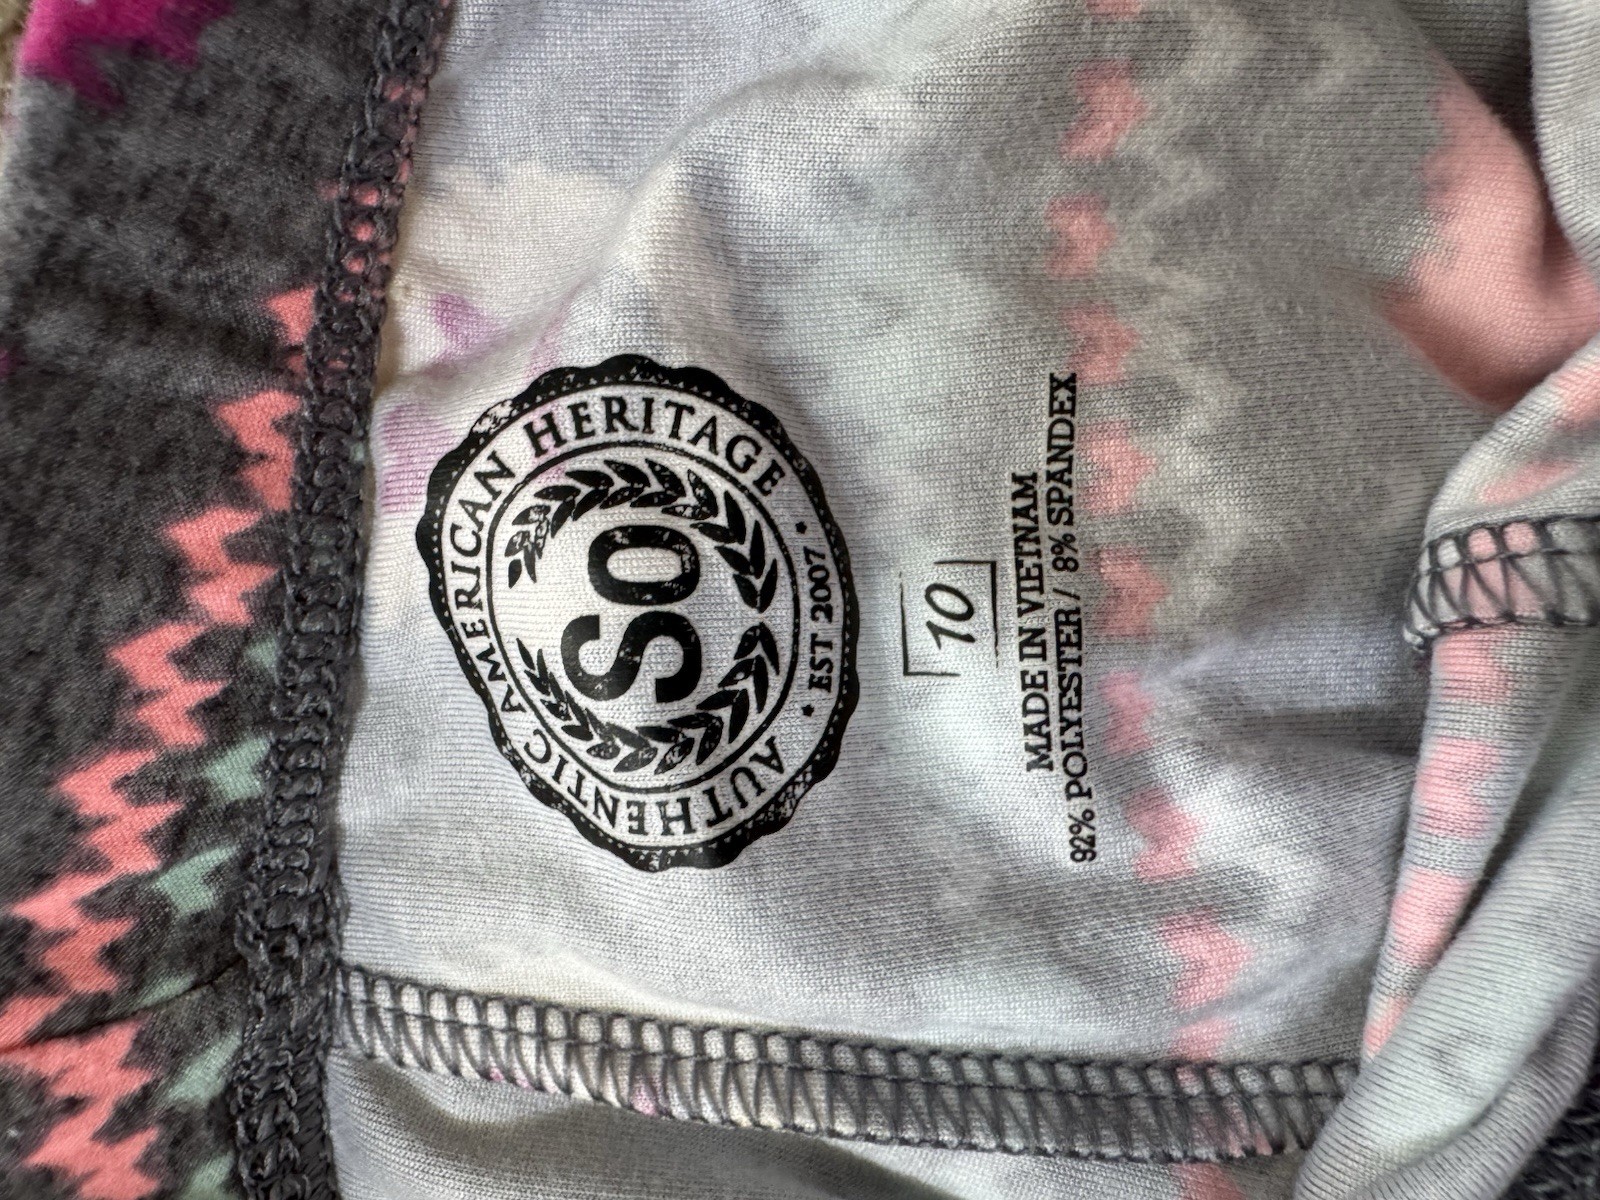 AUTHENTIC AMERICAN HERITAGE
SO
• EST 2007 •
10
MADE IN VIETNAM
92% POLYESTER / 8% SPANDEX